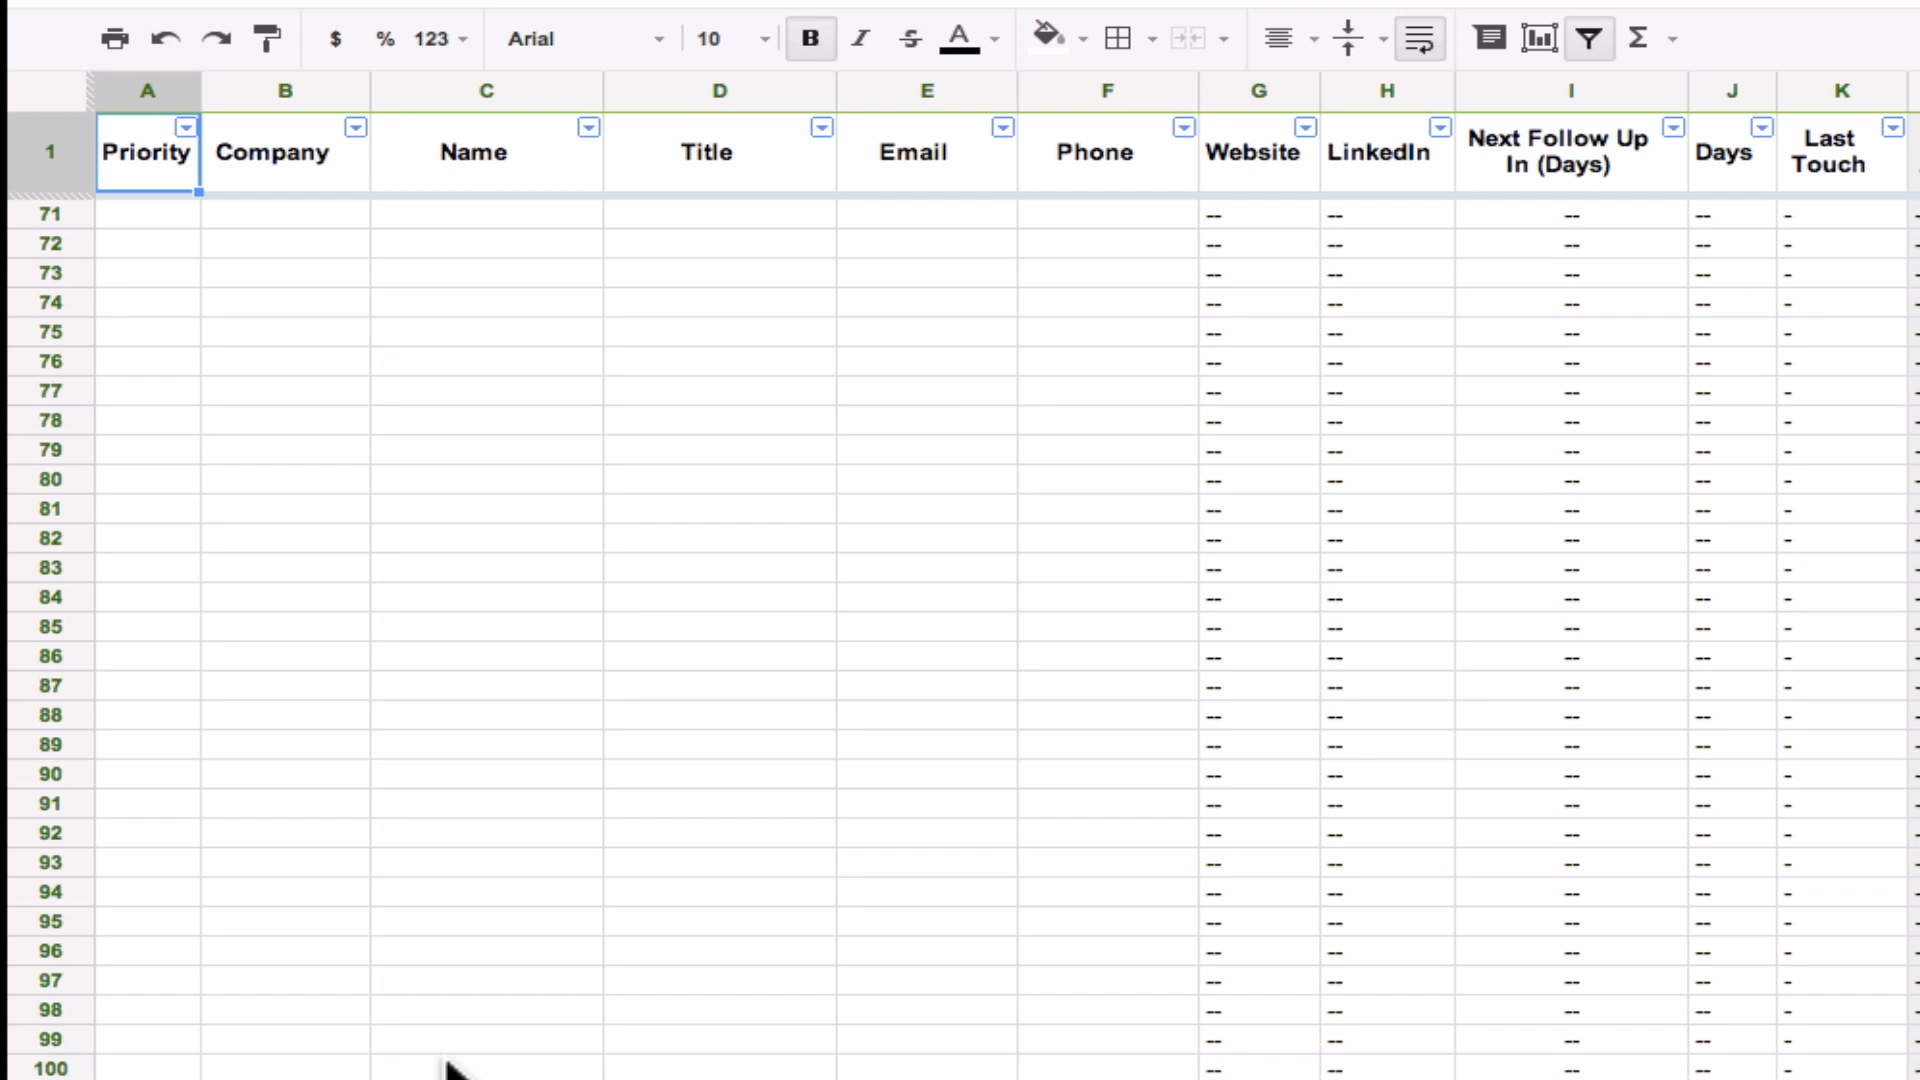 $ % 123 Arial 10 B I S A Σ
A B C D E F G H I J K
1 Priority Company Name Title Email Phone Website LinkedIn Next Follow Up In (Days) Days Last Touch
71 -- -- -- -- -
72 -- -- -- -- -
73 -- -- -- -- -
74 -- -- -- -- -
75 -- -- -- -- -
76 -- -- -- -- -
77 -- -- -- -- -
78 -- -- -- -- -
79 -- -- -- -- -
80 -- -- -- -- -
81 -- -- -- -- -
82 -- -- -- -- -
83 -- -- -- -- -
84 -- -- -- -- -
85 -- -- -- -- -
86 -- -- -- -- -
87 -- -- -- -- -
88 -- -- -- -- -
89 -- -- -- -- -
90 -- -- -- -- -
91 -- -- -- -- -
92 -- -- -- -- -
93 -- -- -- -- -
94 -- -- -- -- -
95 -- -- -- -- -
96 -- -- -- -- -
97 -- -- -- -- -
98 -- -- -- -- -
99 -- -- -- -- -
100 -- -- -- -- -